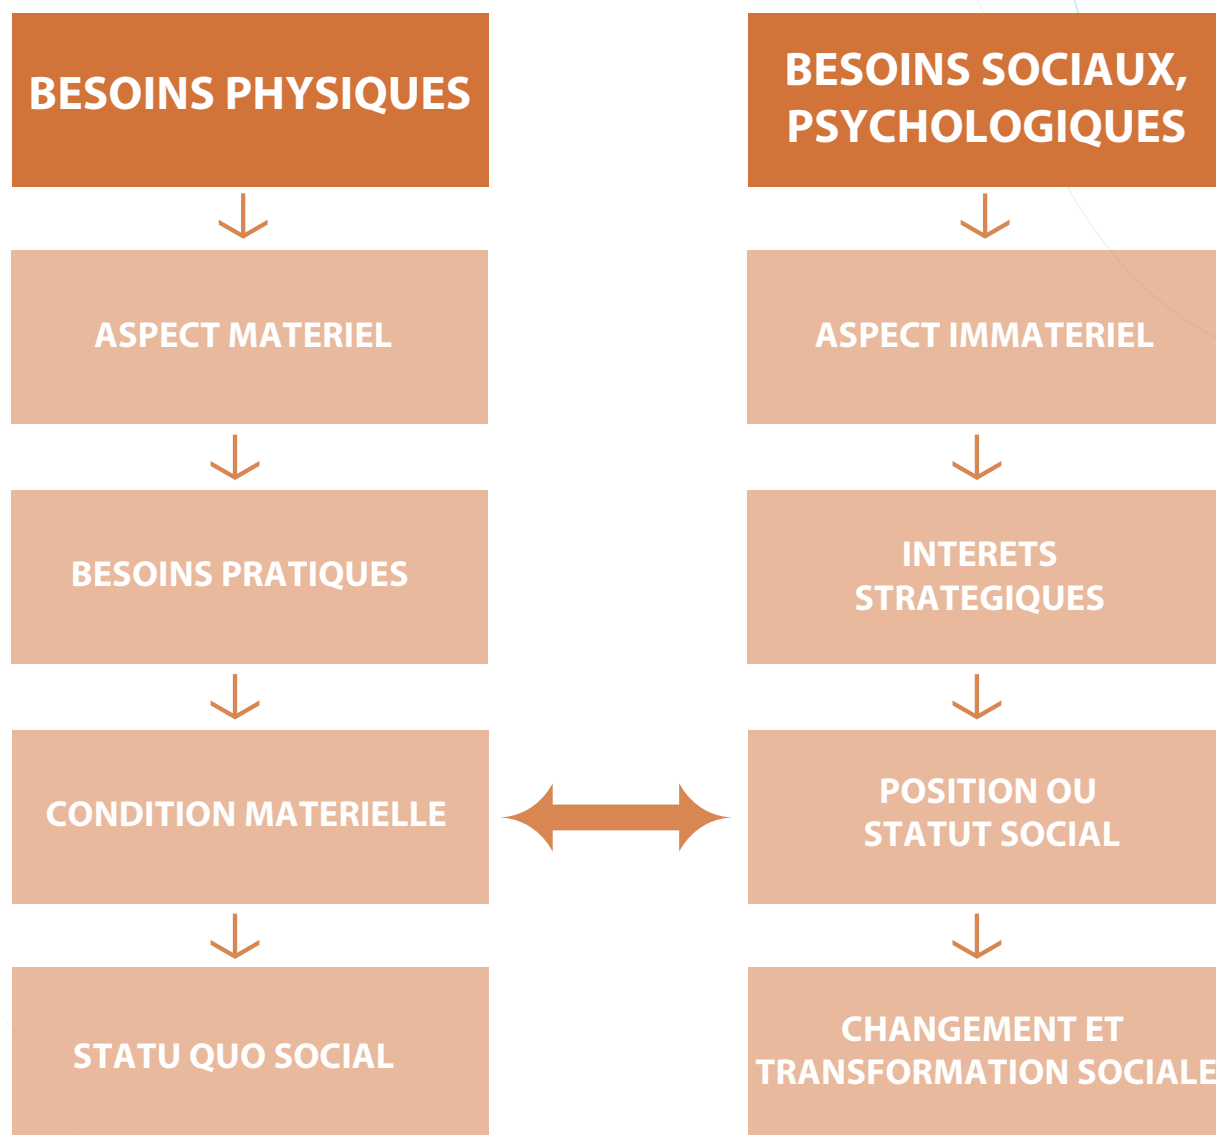 BESOINS PHYSIQUES
BESOINS SOCIAUX,
PSYCHOLOGIQUES
ASPECT MATERIEL
ASPECT IMMATERIEL
BESOINS PRATIQUES
INTERETS
STRATEGIQUES
CONDITION MATERIELLE
POSITION OU
STATUT SOCIAL
STATU QUO SOCIAL
CHANGEMENT ET
TRANSFORMATION SOCIALE